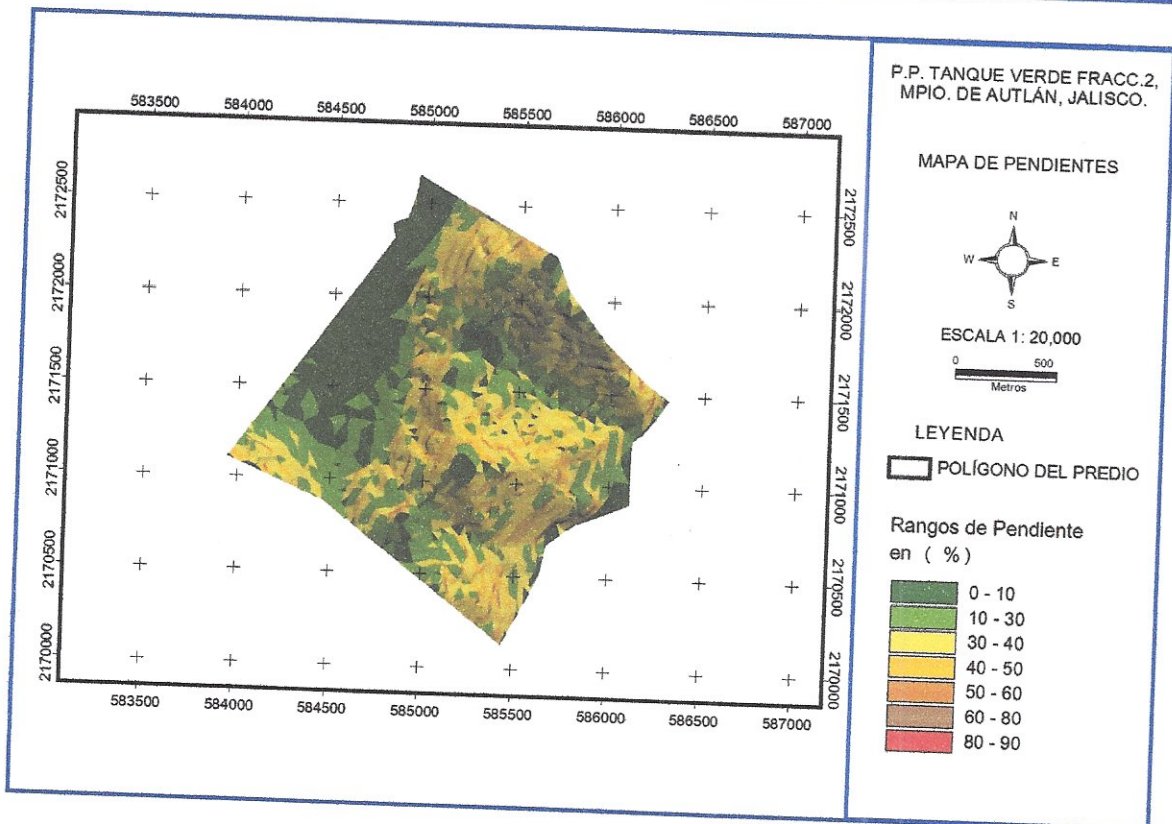 583500 584000 584500 585000 585500 586000 586500 587000
2172500
2172000
2171500
2171000
2170500
2170000
2172500
2172000
2171500
2171000
2170500
2170000
583500 584000 584500 585000 585500 586000 586500 587000
P.P. TANQUE VERDE FRACC.2,
MPIO. DE AUTLÁN, JALISCO.
MAPA DE PENDIENTES
N
W E
S
ESCALA 1: 20,000
0 500
Metros
LEYENDA
POLÍGONO DEL PREDIO
Rangos de Pendiente
en ( %)
0 - 10
10 - 30
30 - 40
40 - 50
50 - 60
60 - 80
80 - 90